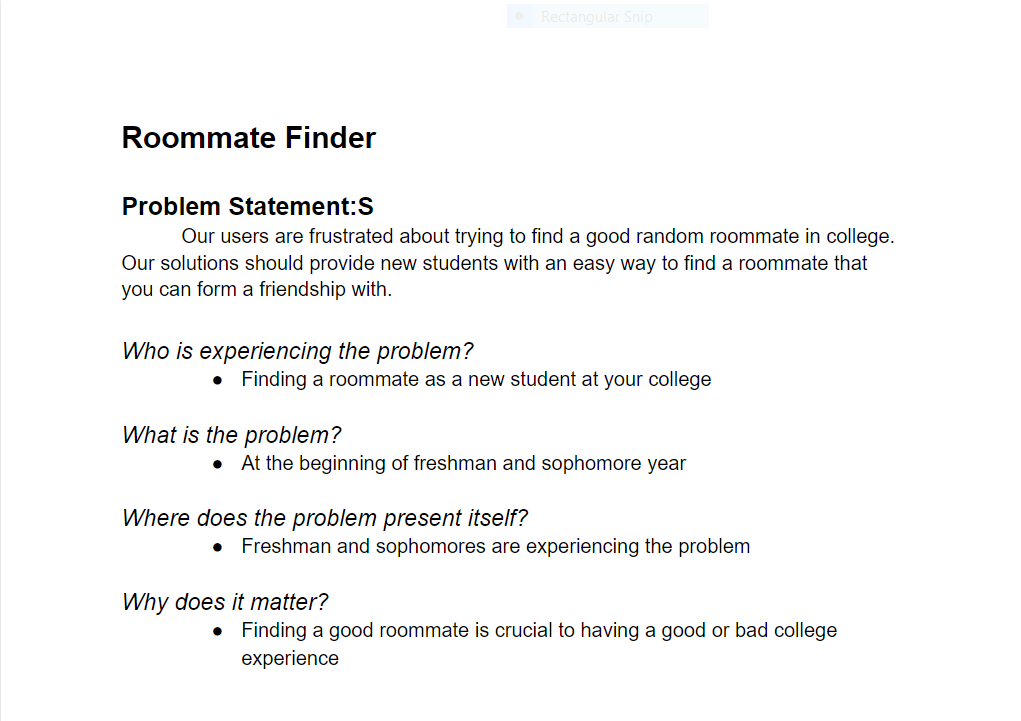 Rectangular Snip
Roommate Finder
Problem Statement:S
Our users are frustrated about trying to find a good random roommate in college.
Our solutions should provide new students with an easy way to find a roommate that
you can form a friendship with.
Who is experiencing the problem?
● Finding a roommate as a new student at your college
What is the problem?
● At the beginning of freshman and sophomore year
Where does the problem present itself?
● Freshman and sophomores are experiencing the problem
Why does it matter?
● Finding a good roommate is crucial to having a good or bad college
experience